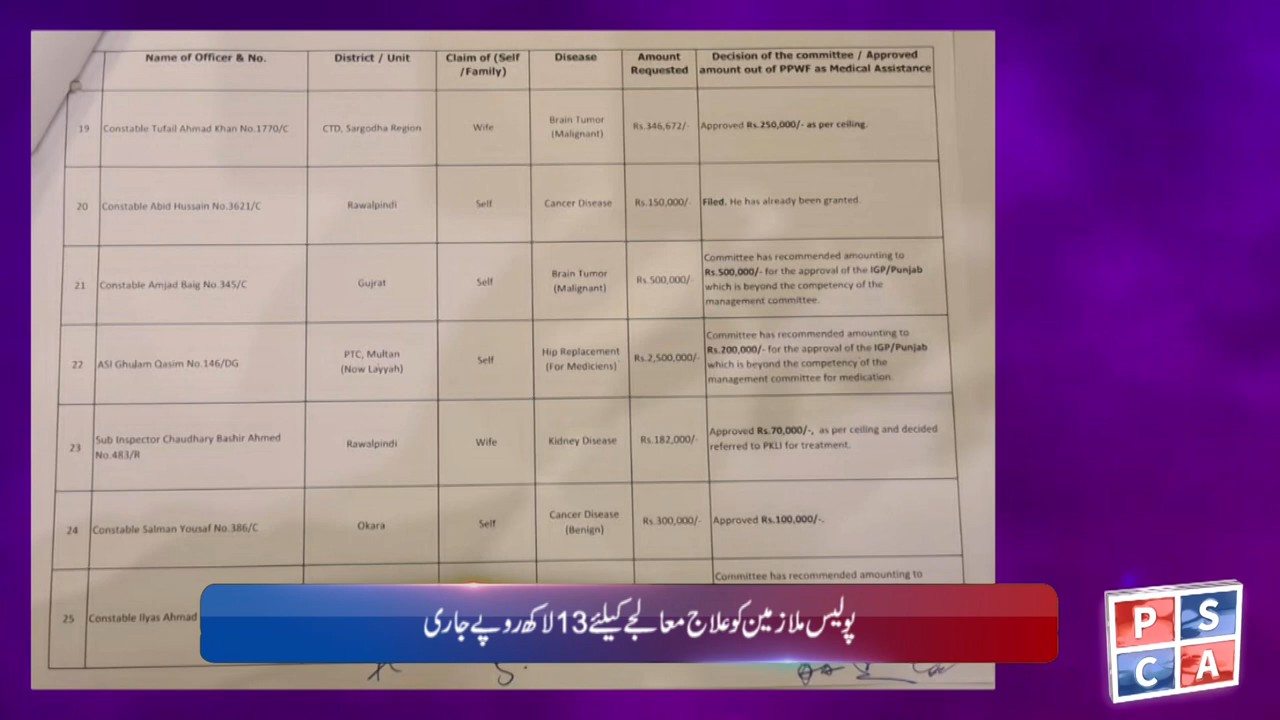 Name of Officer & No. District / Unit Claim of (Self /Family) Disease Amount Requested Decision of the committee / Approved amount out of PPWF as Medical Assistance
19 Constable Tufail Ahmad Khan No.1770/C CTD, Sargodha Region Wife Brain Tumor (Malignant) Rs.346,672/- Approved Rs.250,000/- as per ceiling.
20 Constable Abid Hussain No.3621/C Rawalpindi Self Cancer Disease Rs.150,000/- Filed. He has already been granted.
21 Constable Amjad Baig No.345/C Gujrat Self Brain Tumor (Malignant) Rs.500,000/- Committee has recommended amounting to
Rs.500,000/- for the approval of the IGP/Punjab
which is beyond the competency of the
management committee.
22 ASI Ghulam Qasim No.146/DG PTC, Multan (Now Layyah) Self Hip Replacement (For Mediciens) Rs.2,500,000/- Committee has recommended amounting to
Rs.200,000/- for the approval of the IGP/Punjab
which is beyond the competency of the
management committee for medication.
23 Sub Inspector Chaudhary Bashir Ahmed No.483/R Rawalpindi Wife Kidney Disease Rs.182,000/- Approved Rs.70,000/-, as per ceiling and decided
referred to PKLI for treatment.
24 Constable Salman Yousaf No.386/C Okara Self Cancer Disease (Benign) Rs.300,000/- Approved Rs.100,000/-.
25 Constable Ilyas Ahmad Committee has recommended amounting to
پولیس ملازمین کو علاج معالجے کیلئے 13 لاکھ روپے جاری
P S
C A